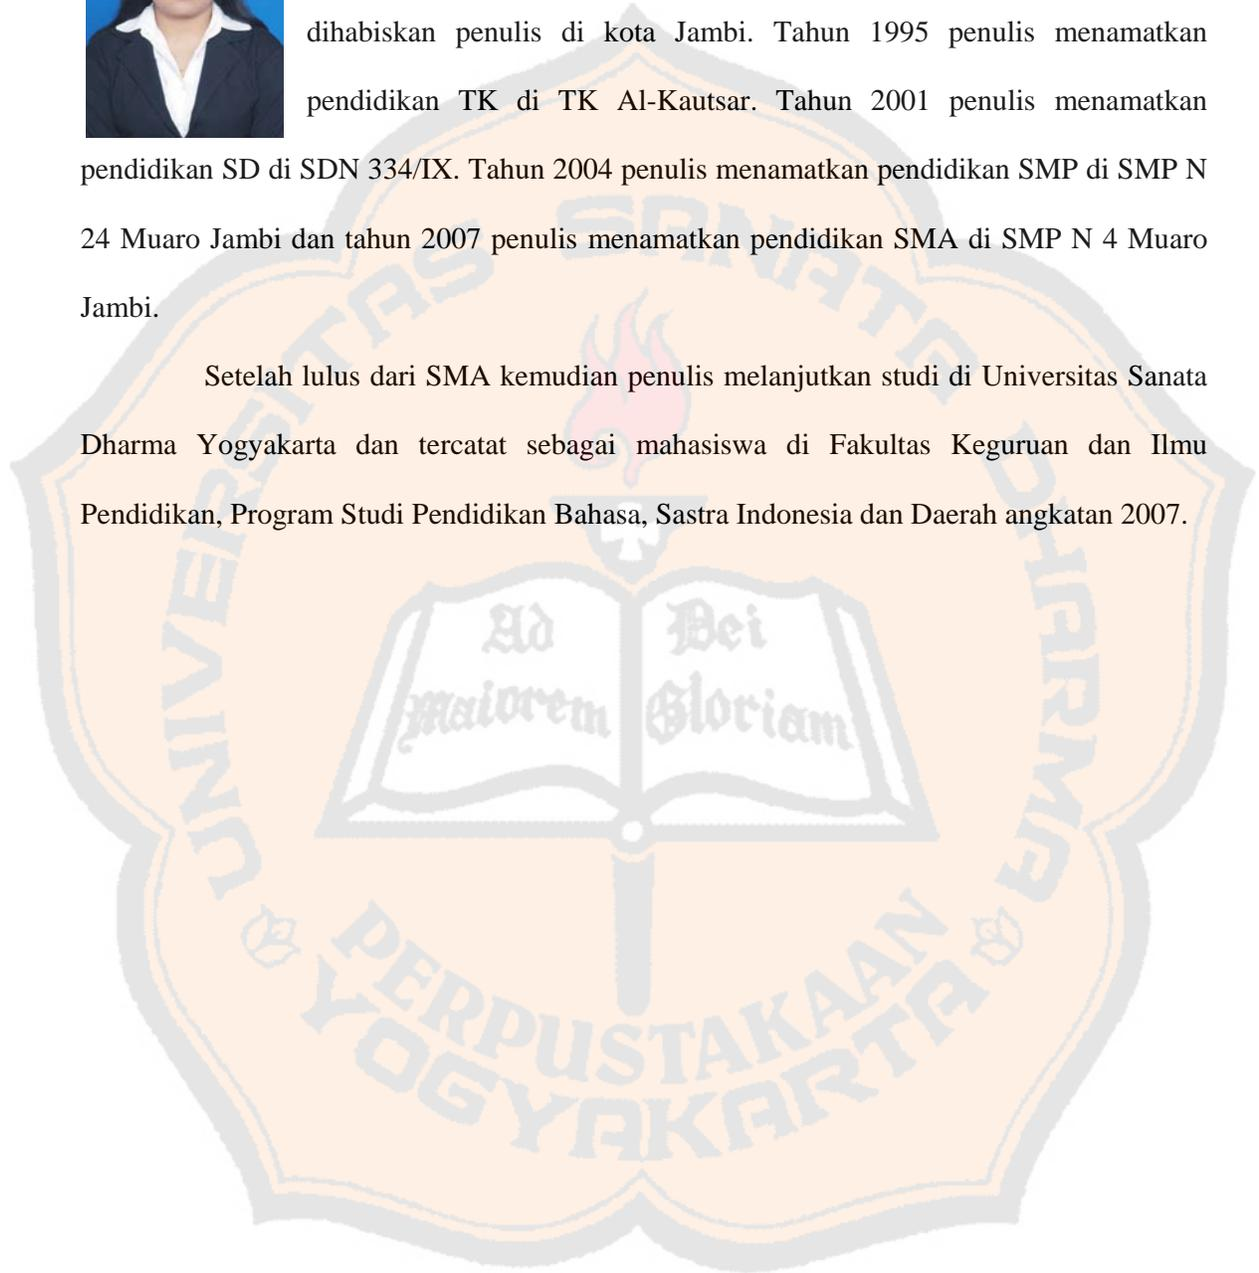 dihabiskan penulis di kota Jambi. Tahun 1995 penulis menamatkan
pendidikan TK di TK Al-Kautsar. Tahun 2001 penulis menamatkan
pendidikan SD di SDN 334/IX. Tahun 2004 penulis menamatkan pendidikan SMP di SMP N
24 Muaro Jambi dan tahun 2007 penulis menamatkan pendidikan SMA di SMP N 4 Muaro
Jambi.
Setelah lulus dari SMA kemudian penulis melanjutkan studi di Universitas Sanata
Dharma Yogyakarta dan tercatat sebagai mahasiswa di Fakultas Keguruan dan Ilmu
Pendidikan, Program Studi Pendidikan Bahasa, Sastra Indonesia dan Daerah angkatan 2007.
UNIVERSITAS SANATA DHARMA
Ad Dei
Maiorem Gloriam
PERPUSTAKAAN
YOGYAKARTA